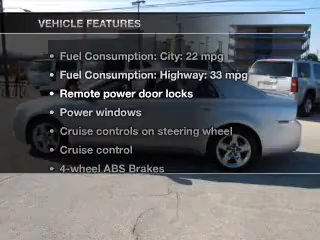 VEHICLE FEATURES
• Fuel Consumption: City: 22 mpg
• Fuel Consumption: Highway: 33 mpg
• Remote power door locks
• Power windows
• Cruise controls on steering wheel
• Cruise control
• 4-wheel ABS Brakes